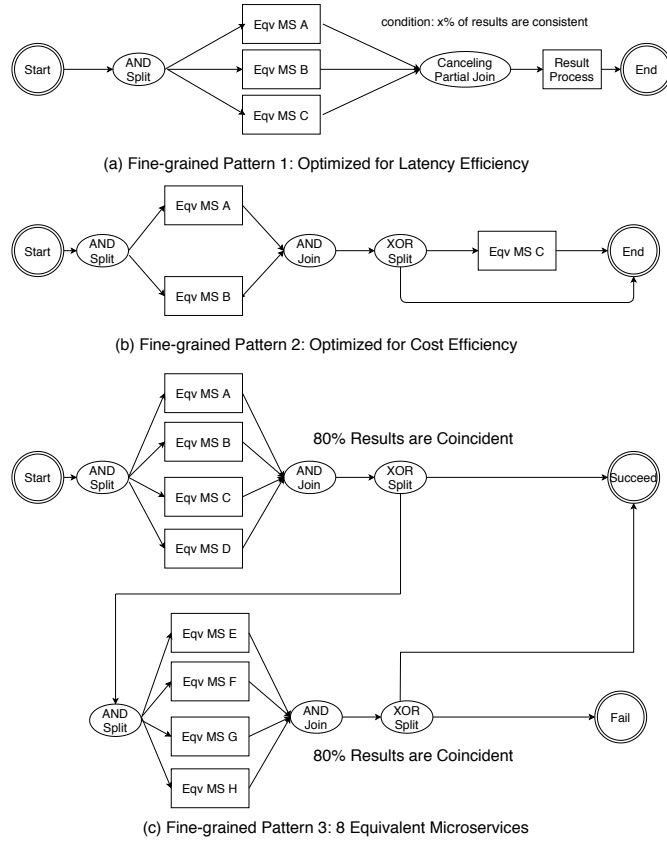 condition: x% of results are consistent
Eqv MS A
Start
AND
Split
Eqv MS B
Canceling
Partial Join
Result
Process
End
Eqv MS C
(a) Fine-grained Pattern 1: Optimized for Latency Efficiency
Eqv MS A
Start
AND
Split
AND
Join
XOR
Split
Eqv MS C
End
Eqv MS B
(b) Fine-grained Pattern 2: Optimized for Cost Efficiency
Eqv MS A
80% Results are Coincident
Eqv MS B
Start
AND
Split
AND
Join
XOR
Split
Succeed
Eqv MS C
Eqv MS D
Eqv MS E
Eqv MS F
AND
Split
AND
Join
XOR
Split
Fail
Eqv MS G
80% Results are Coincident
Eqv MS H
(c) Fine-grained Pattern 3: 8 Equivalent Microservices